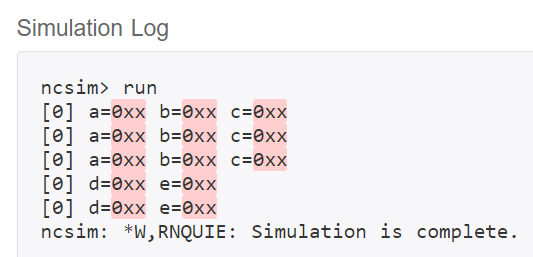 Simulation Log
ncsim> run
[0] a=0xx b=0xx c=0xx
[0] a=0xx b=0xx c=0xx
[0] a=0xx b=0xx c=0xx
[0] d=0xx e=0xx
[0] d=0xx e=0xx
ncsim: *W,RNQUIE: Simulation is complete.